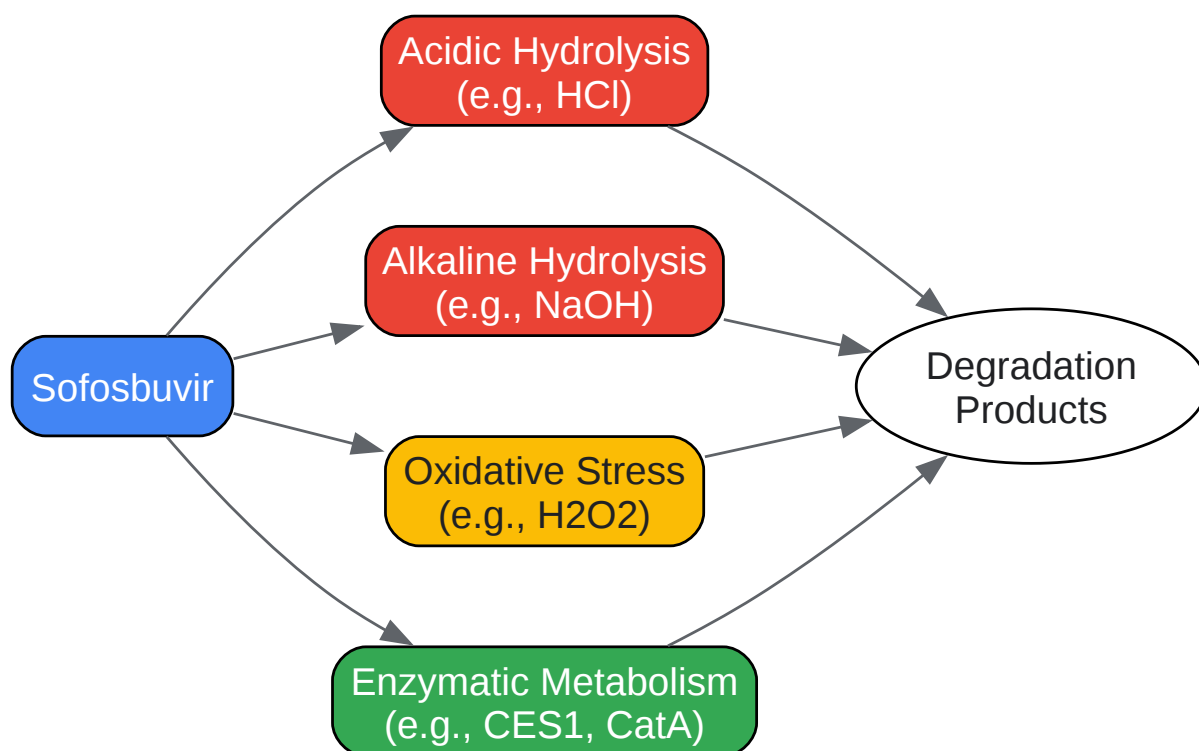 Acidic Hydrolysis
(e.g., HCl)
Alkaline Hydrolysis
(e.g., NaOH)
Sofosbuvir
Degradation
Products
Oxidative Stress
(e.g., H2O2)
Enzymatic Metabolism
(e.g., CES1, CatA)